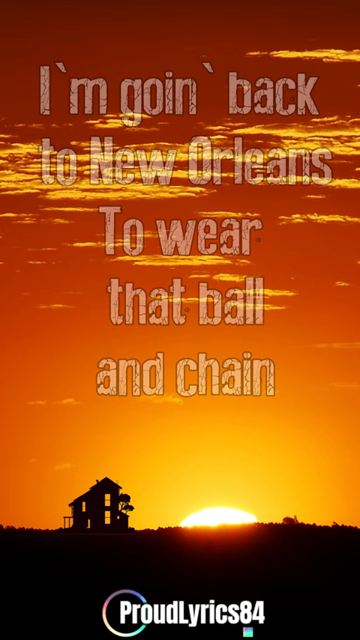 I`m goin` back
to New Orleans
To wear
that ball
and chain
ProudLyrics84